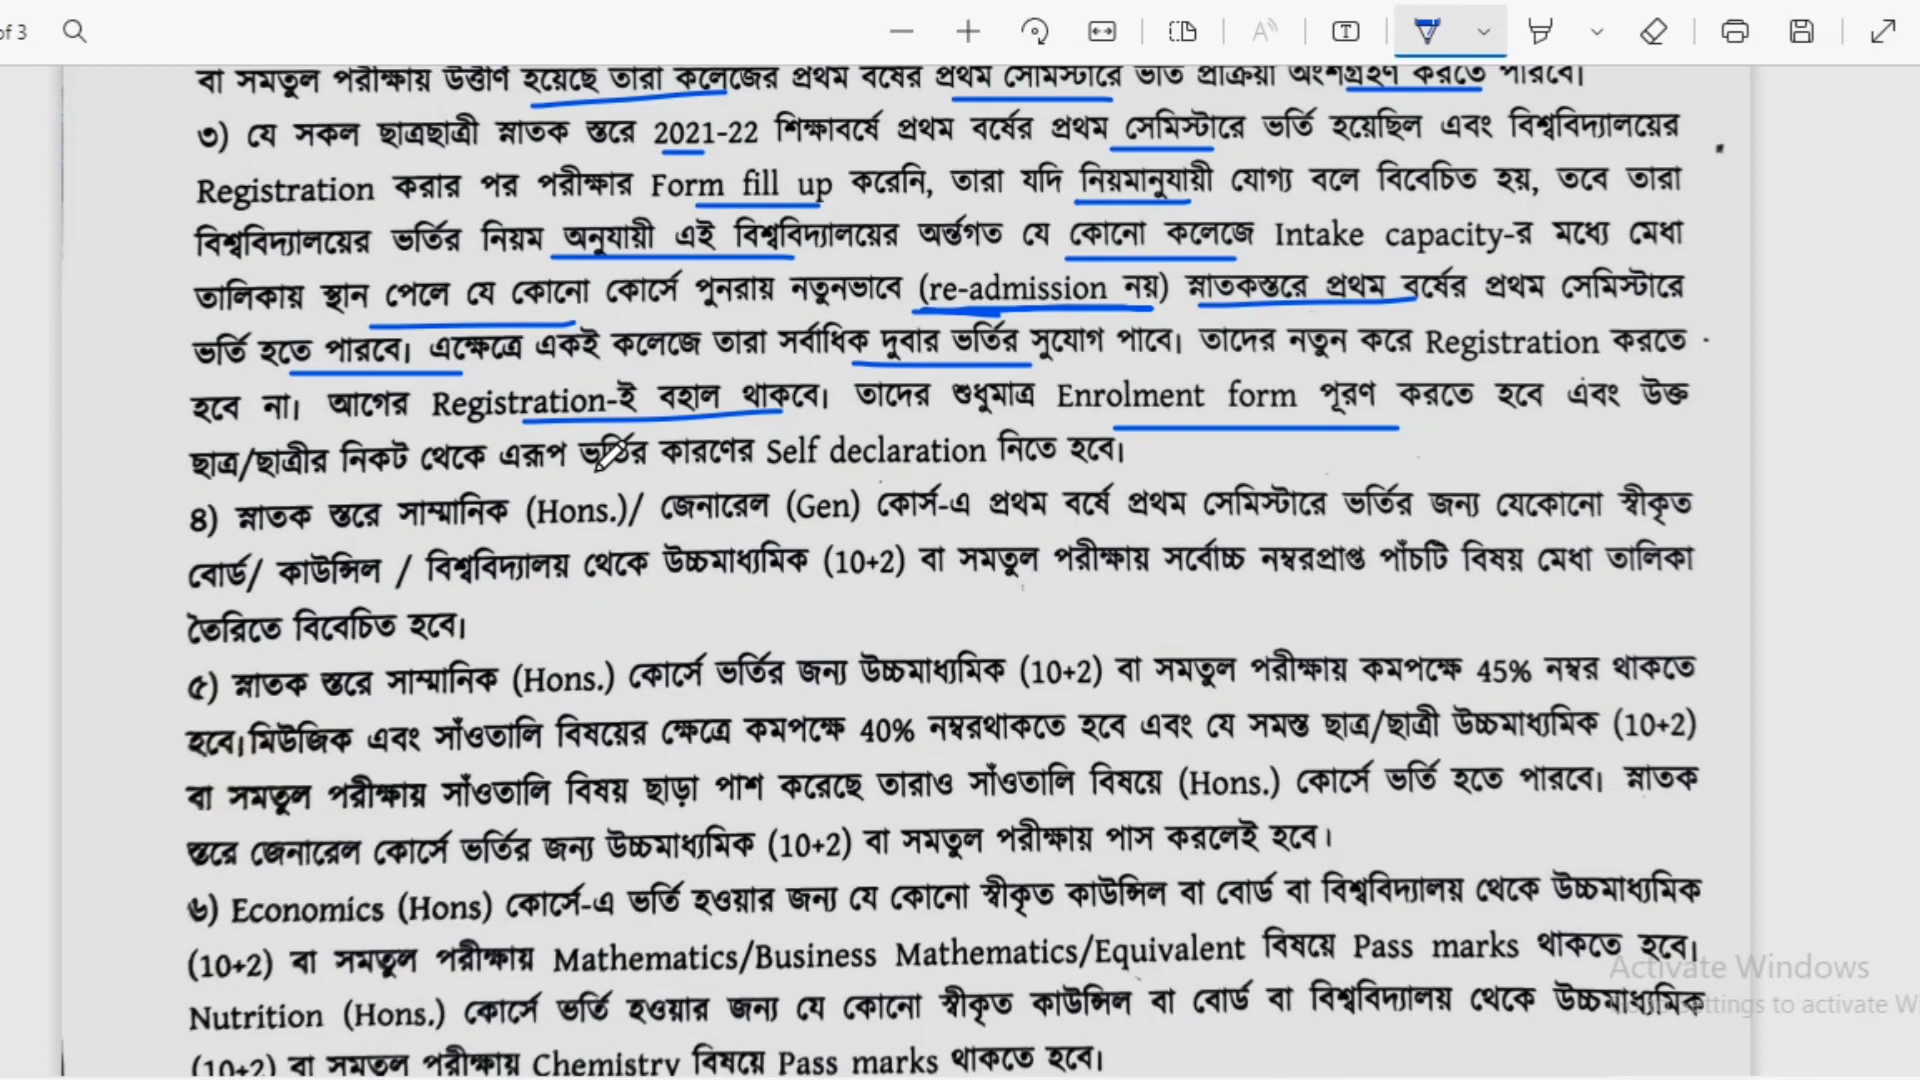 of 3
বা সমতুল পরীক্ষায় উত্তীর্ণ হয়েছে তারা কলেজের প্রথম বর্ষের প্রথম সেমিস্টারে ভর্তি প্রক্রিয়া অংশগ্রহণ করতে পারবে।
৩) যে সকল ছাত্রছাত্রী স্নাতক স্তরে 2021-22 শিক্ষাবর্ষে প্রথম বর্ষের প্রথম সেমিস্টারে ভর্তি হয়েছিল এবং বিশ্ববিদ্যালয়ের
Registration করার পর পরীক্ষার Form fill up করেনি, তারা যদি নিয়মানুযায়ী যোগ্য বলে বিবেচিত হয়, তবে তারা
বিশ্ববিদ্যালয়ের ভর্তির নিয়ম অনুযায়ী এই বিশ্ববিদ্যালয়ের অর্ন্তগত যে কোনো কলেজে Intake capacity-র মধ্যে মেধা
তালিকায় স্থান পেলে যে কোনো কোর্সে পুনরায় নতুনভাবে (re-admission নয়) স্নাতকস্তরে প্রথম বর্ষের প্রথম সেমিস্টারে
ভর্তি হতে পারবে। এক্ষেত্রে একই কলেজে তারা সর্বাধিক দুবার ভর্তির সুযোগ পাবে। তাদের নতুন করে Registration করতে
হবে না। আগের Registration-ই বহাল থাকবে। তাদের শুধুমাত্র Enrolment form পূরণ করতে হবে এবং উক্ত
ছাত্র/ছাত্রীর নিকট থেকে এরূপ ভর্তির কারণের Self declaration নিতে হবে।
৪) স্নাতক স্তরে সাম্মানিক (Hons.)/ জেনারেল (Gen) কোর্স-এ প্রথম বর্ষে প্রথম সেমিস্টারে ভর্তির জন্য যেকোনো স্বীকৃত
বোর্ড/ কাউন্সিল / বিশ্ববিদ্যালয় থেকে উচ্চমাধ্যমিক (10+2) বা সমতুল পরীক্ষায় সর্বোচ্চ নম্বরপ্রাপ্ত পাঁচটি বিষয় মেধা তালিকা
তৈরিতে বিবেচিত হবে।
৫) স্নাতক স্তরে সাম্মানিক (Hons.) কোর্সে ভর্তির জন্য উচ্চমাধ্যমিক (10+2) বা সমতুল পরীক্ষায় কমপক্ষে 45% নম্বর থাকতে
হবে।মিউজিক এবং সাঁওতালি বিষয়ের ক্ষেত্রে কমপক্ষে 40% নম্বরথাকতে হবে এবং যে সমস্ত ছাত্র/ছাত্রী উচ্চমাধ্যমিক (10+2)
বা সমতুল পরীক্ষায় সাঁওতালি বিষয় ছাড়া পাশ করেছে তারাও সাঁওতালি বিষয়ে (Hons.) কোর্সে ভর্তি হতে পারবে। স্নাতক
স্তরে জেনারেল কোর্সে ভর্তির জন্য উচ্চমাধ্যমিক (10+2) বা সমতুল পরীক্ষায় পাস করলেই হবে।
৬) Economics (Hons) কোর্সে-এ ভর্তি হওয়ার জন্য যে কোনো স্বীকৃত কাউন্সিল বা বোর্ড বা বিশ্ববিদ্যালয় থেকে উচ্চমাধ্যমিক
(10+2) বা সমতুল পরীক্ষায় Mathematics/Business Mathematics/Equivalent বিষয়ে Pass marks থাকতে হবে।
Activate Windows
Nutrition (Hons.) কোর্সে ভর্তি হওয়ার জন্য যে কোনো স্বীকৃত কাউন্সিল বা বোর্ড বা বিশ্ববিদ্যালয় থেকে উচ্চমাধ্যমিক
ettings to activate W
(10+2) বা সমতুল পরীক্ষায় Chemistry বিষয়ে Pass marks থাকতে হবে।